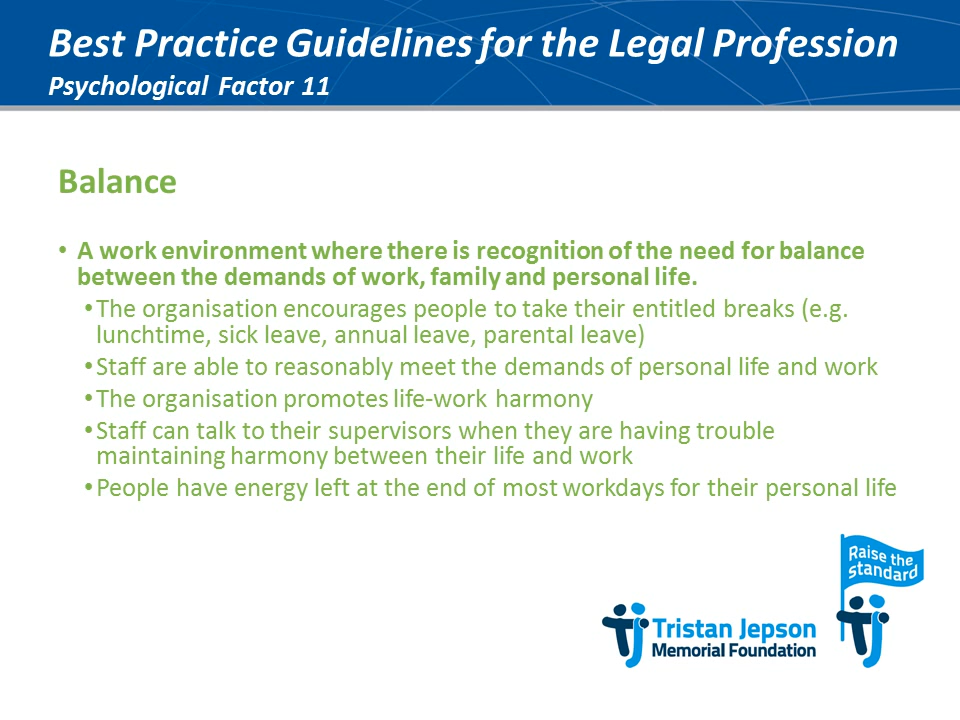 Best Practice Guidelines for the Legal Profession
Psychological Factor 11
Balance
• A work environment where there is recognition of the need for balance
between the demands of work, family and personal life.
• The organisation encourages people to take their entitled breaks (e.g.
lunchtime, sick leave, annual leave, parental leave)
• Staff are able to reasonably meet the demands of personal life and work
• The organisation promotes life-work harmony
• Staff can talk to their supervisors when they are having trouble
maintaining harmony between their life and work
• People have energy left at the end of most workdays for their personal life
Raise the
standard
Tristan Jepson
Memorial Foundation